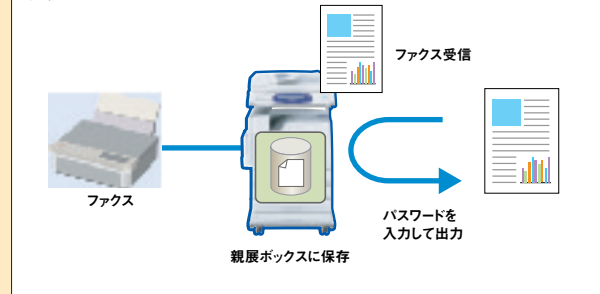 ファクス受信
ファクス
パスワードを
入力して出力
親展ボックスに保存